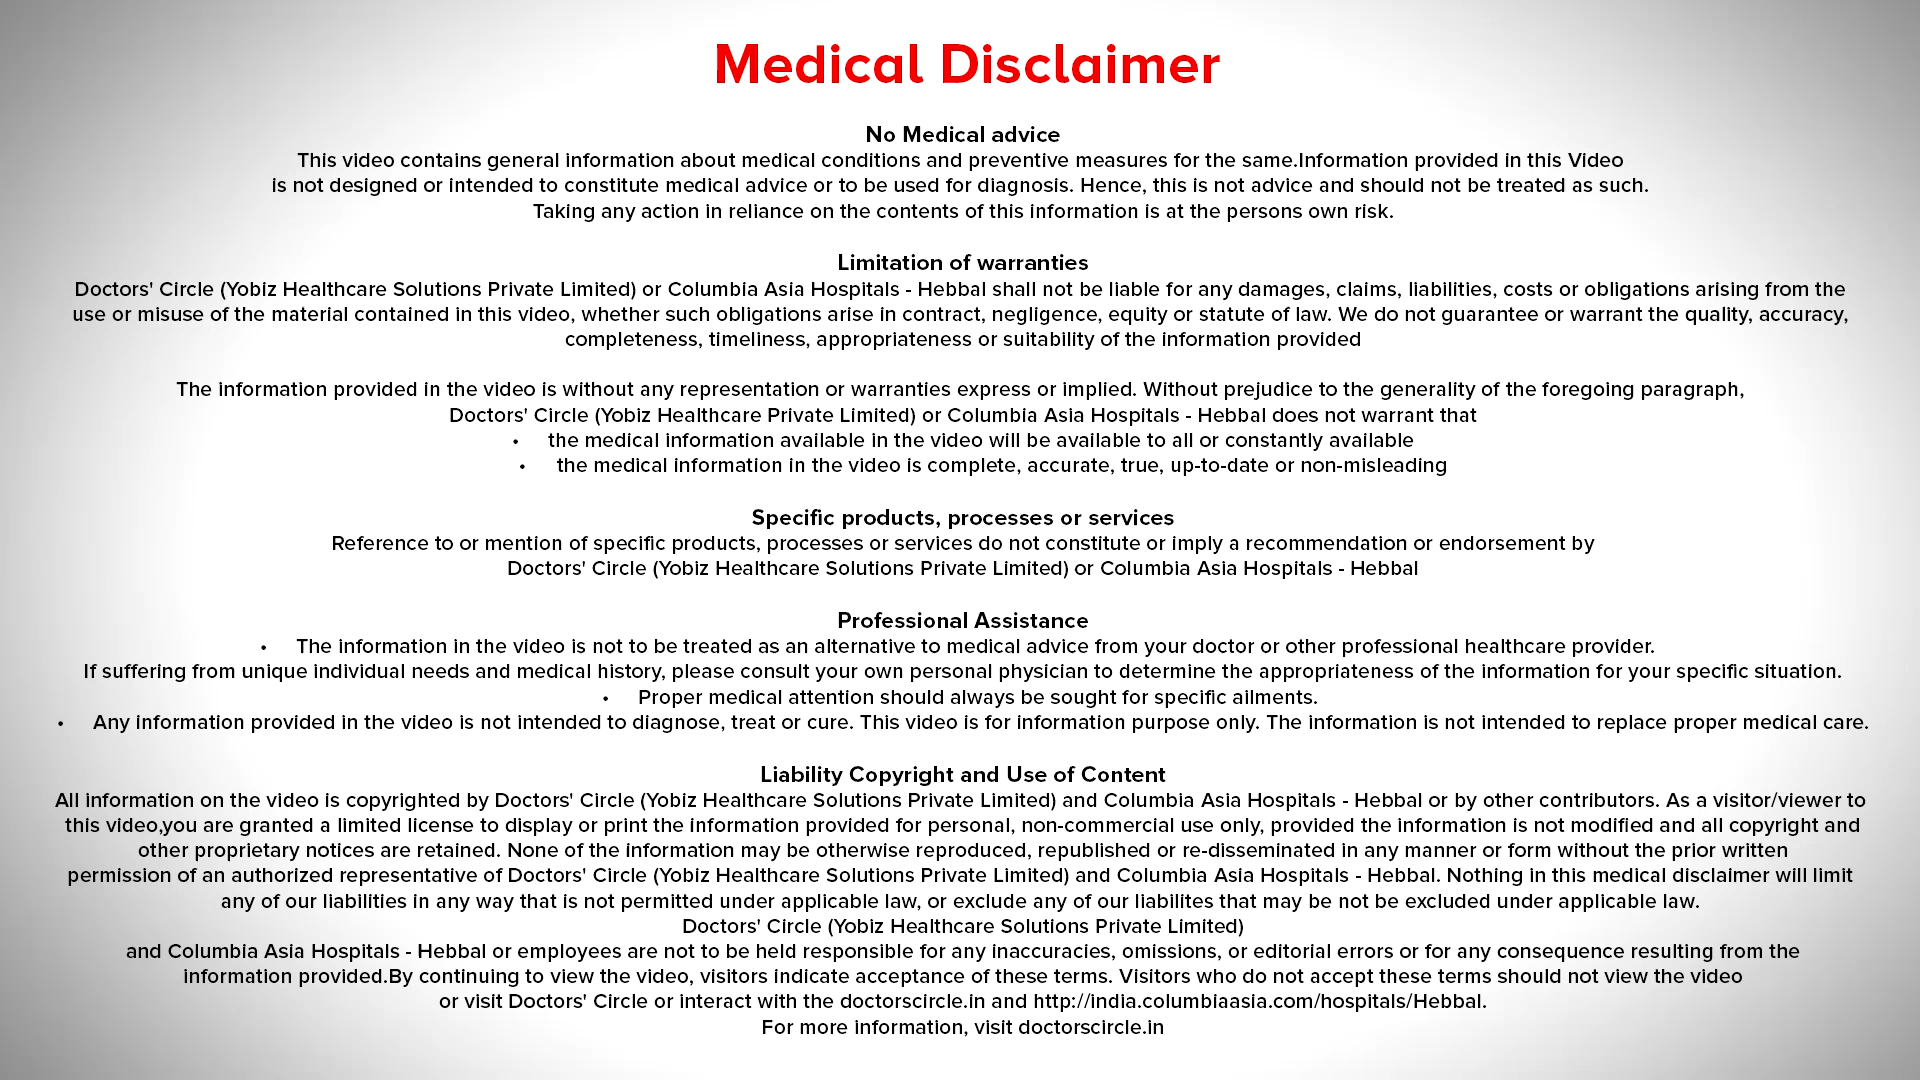 Medical Disclaimer
No Medical advice
This video contains general information about medical conditions and preventive measures for the same.Information provided in this Video
is not designed or intended to constitute medical advice or to be used for diagnosis. Hence, this is not advice and should not be treated as such.
Taking any action in reliance on the contents of this information is at the persons own risk.
Limitation of warranties
Doctors' Circle (Yobiz Healthcare Solutions Private Limited) or Columbia Asia Hospitals - Hebbal shall not be liable for any damages, claims, liabilities, costs or obligations arising from the
use or misuse of the material contained in this video, whether such obligations arise in contract, negligence, equity or statute of law. We do not guarantee or warrant the quality, accuracy,
completeness, timeliness, appropriateness or suitability of the information provided
The information provided in the video is without any representation or warranties express or implied. Without prejudice to the generality of the foregoing paragraph,
Doctors' Circle (Yobiz Healthcare Private Limited) or Columbia Asia Hospitals - Hebbal does not warrant that
• the medical information available in the video will be available to all or constantly available
• the medical information in the video is complete, accurate, true, up-to-date or non-misleading
Specific products, processes or services
Reference to or mention of specific products, processes or services do not constitute or imply a recommendation or endorsement by
Doctors' Circle (Yobiz Healthcare Solutions Private Limited) or Columbia Asia Hospitals - Hebbal
Professional Assistance
• The information in the video is not to be treated as an alternative to medical advice from your doctor or other professional healthcare provider.
If suffering from unique individual needs and medical history, please consult your own personal physician to determine the appropriateness of the information for your specific situation.
• Proper medical attention should always be sought for specific ailments.
• Any information provided in the video is not intended to diagnose, treat or cure. This video is for information purpose only. The information is not intended to replace proper medical care.
Liability Copyright and Use of Content
All information on the video is copyrighted by Doctors' Circle (Yobiz Healthcare Solutions Private Limited) and Columbia Asia Hospitals - Hebbal or by other contributors. As a visitor/viewer to
this video,you are granted a limited license to display or print the information provided for personal, non-commercial use only, provided the information is not modified and all copyright and
other proprietary notices are retained. None of the information may be otherwise reproduced, republished or re-disseminated in any manner or form without the prior written
permission of an authorized representative of Doctors' Circle (Yobiz Healthcare Solutions Private Limited) and Columbia Asia Hospitals - Hebbal. Nothing in this medical disclaimer will limit
any of our liabilities in any way that is not permitted under applicable law, or exclude any of our liabilites that may be not be excluded under applicable law.
Doctors' Circle (Yobiz Healthcare Solutions Private Limited)
and Columbia Asia Hospitals - Hebbal or employees are not to be held responsible for any inaccuracies, omissions, or editorial errors or for any consequence resulting from the
information provided.By continuing to view the video, visitors indicate acceptance of these terms. Visitors who do not accept these terms should not view the video
or visit Doctors' Circle or interact with the doctorscircle.in and http://india.columbiaasia.com/hospitals/Hebbal.
For more information, visit doctorscircle.in